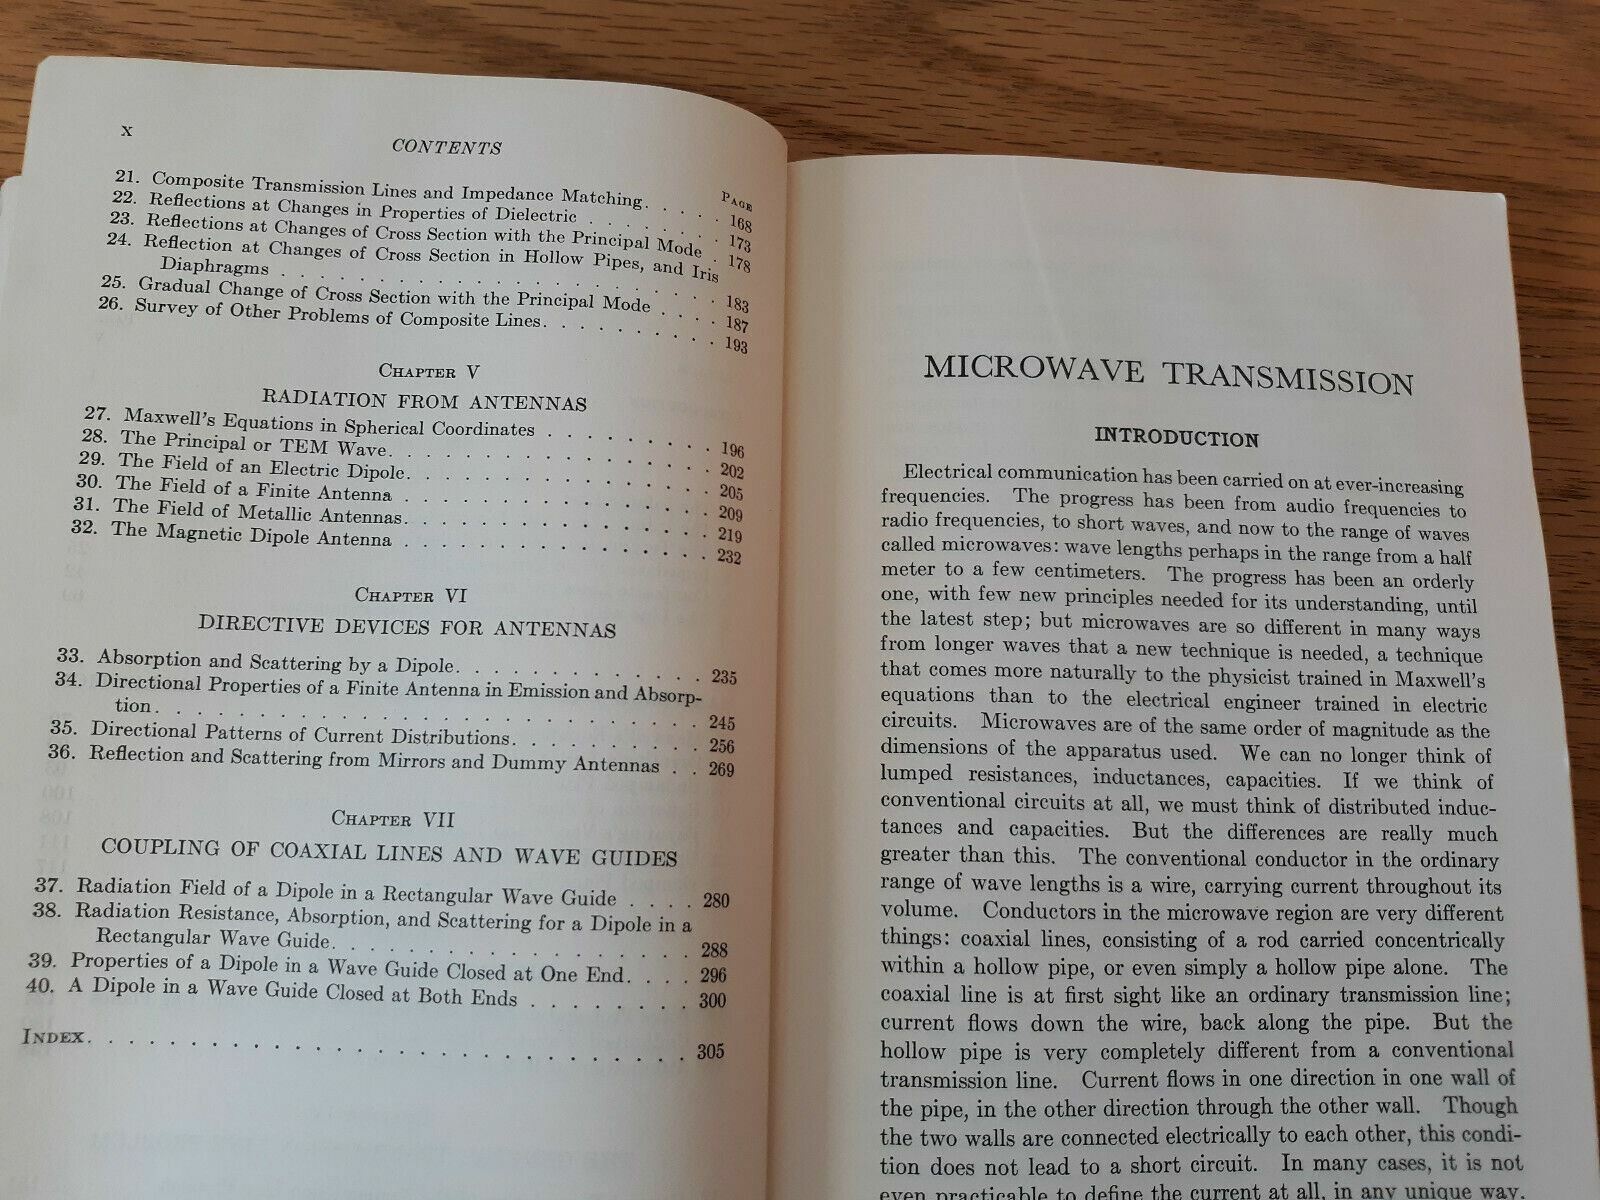 x
CONTENTS
PAGE
21. Composite Transmission Lines and Impedance Matching. . . . . 168
22. Reflections at Changes in Properties of Dielectric . . . . . . . 173
23. Reflections at Changes of Cross Section with the Principal Mode . 178
24. Reflection at Changes of Cross Section in Hollow Pipes, and Iris
Diaphragms . . . . . . . . . . . . . . . . . . . . . 183
25. Gradual Change of Cross Section with the Principal Mode . . . . 187
26. Survey of Other Problems of Composite Lines. . . . . . . . . 193
CHAPTER V
RADIATION FROM ANTENNAS
27. Maxwell's Equations in Spherical Coordinates . . . . . . . . . 196
28. The Principal or TEM Wave. . . . . . . . . . . . . . . . 202
29. The Field of an Electric Dipole. . . . . . . . . . . . . . . 205
30. The Field of a Finite Antenna . . . . . . . . . . . . . . . 209
31. The Field of Metallic Antennas. . . . . . . . . . . . . . . 219
32. The Magnetic Dipole Antenna . . . . . . . . . . . . . . . 232
CHAPTER VI
DIRECTIVE DEVICES FOR ANTENNAS
33. Absorption and Scattering by a Dipole. . . . . . . . . . . . . 235
34. Directional Properties of a Finite Antenna in Emission and Absorp-
tion. . . . . . . . . . . . . . . . . . . . . . . . . . . 245
35. Directional Patterns of Current Distributions. . . . . . . . . . 256
36. Reflection and Scattering from Mirrors and Dummy Antennas . . 269
CHAPTER VII
COUPLING OF COAXIAL LINES AND WAVE GUIDES
37. Radiation Field of a Dipole in a Rectangular Wave Guide . . . . 280
38. Radiation Resistance, Absorption, and Scattering for a Dipole in a
Rectangular Wave Guide. . . . . . . . . . . . . . . . . . 288
39. Properties of a Dipole in a Wave Guide Closed at One End. . . . 296
40. A Dipole in a Wave Guide Closed at Both Ends . . . . . . . . 300
INDEX. . . . . . . . . . . . . . . . . . . . . . . . . . . . . . 305
MICROWAVE TRANSMISSION
INTRODUCTION
Electrical communication has been carried on at ever-increasing
frequencies. The progress has been from audio frequencies to
radio frequencies, to short waves, and now to the range of waves
called microwaves: wave lengths perhaps in the range from a half
meter to a few centimeters. The progress has been an orderly
one, with few new principles needed for its understanding, until
the latest step; but microwaves are so different in many ways
from longer waves that a new technique is needed, a technique
that comes more naturally to the physicist trained in Maxwell's
equations than to the electrical engineer trained in electric
circuits. Microwaves are of the same order of magnitude as the
dimensions of the apparatus used. We can no longer think of
lumped resistances, inductances, capacities. If we think of
conventional circuits at all, we must think of distributed induc-
tances and capacities. But the differences are really much
greater than this. The conventional conductor in the ordinary
range of wave lengths is a wire, carrying current throughout its
volume. Conductors in the microwave region are very different
things: coaxial lines, consisting of a rod carried concentrically
within a hollow pipe, or even simply a hollow pipe alone. The
coaxial line is at first sight like an ordinary transmission line;
current flows down the wire, back along the pipe. But the
hollow pipe is very completely different from a conventional
transmission line. Current flows in one direction in one wall of
the pipe, in the other direction through the other wall. Though
the two walls are connected electrically to each other, this condi-
tion does not lead to a short circuit. In many cases, it is not
even practicable to define the current at all, in any unique way.